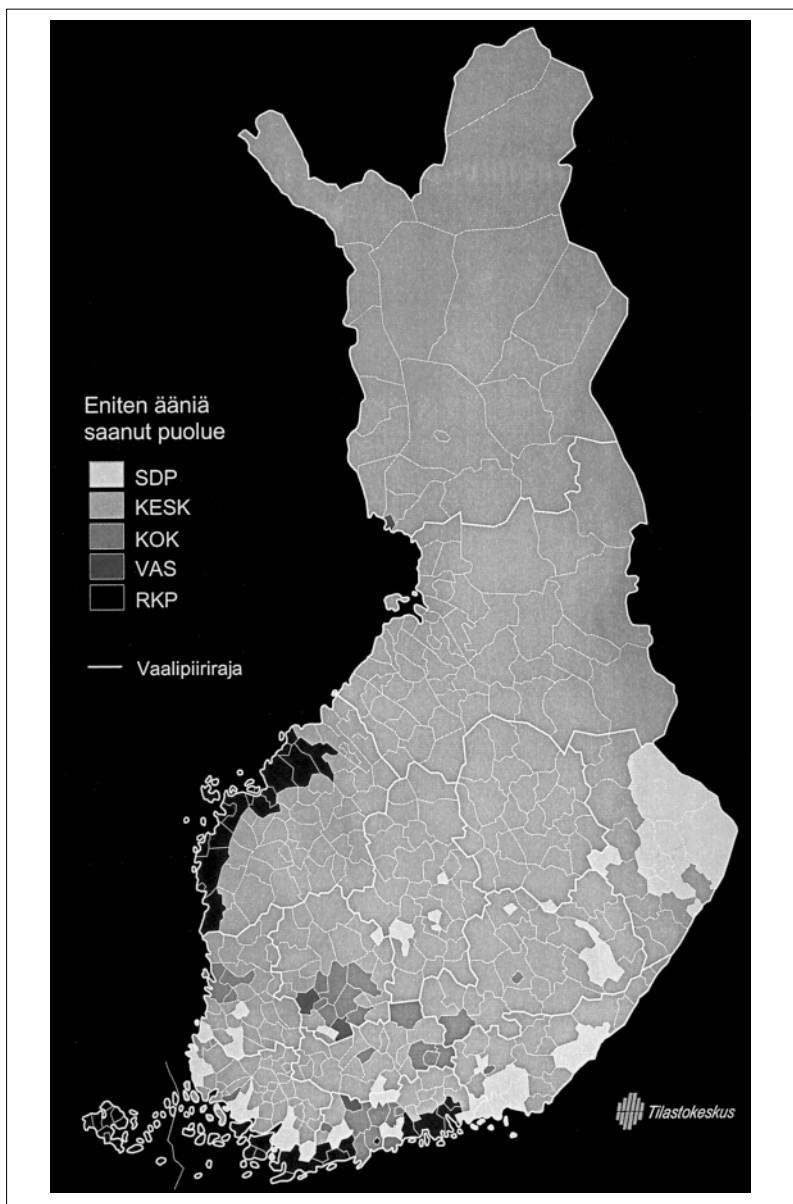 Eniten ääniä
saanut puolue
SDP
KESK
KOK
VAS
RKP
Vaalipiiriraja
Tilastokeskus